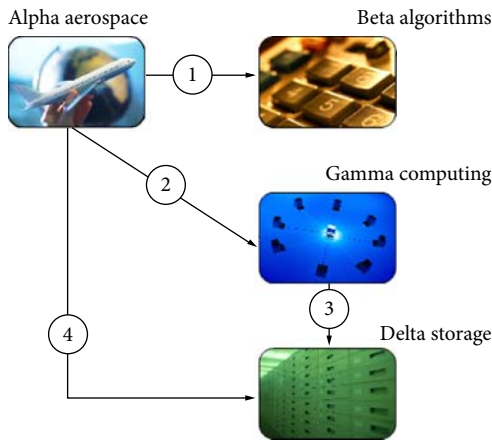 Alpha aerospace
Beta algorithms
1
2
Gamma computing
3
4
Delta storage